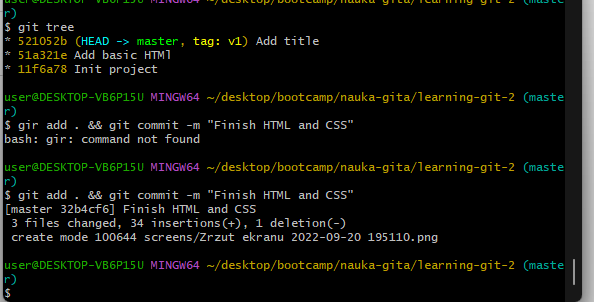 user@DESKTOP-VB6P15U MINGW64 ~/desktop/bootcamp/nauka-gita/learning-git-2 (maste
r)
$ git tree
* 521052b (HEAD -> master, tag: v1) Add title
* 51a321e Add basic HTMl
* 11f6a78 Init project
user@DESKTOP-VB6P15U MINGW64 ~/desktop/bootcamp/nauka-gita/learning-git-2 (maste
r)
$ gir add . && git commit -m "Finish HTML and CSS"
bash: gir: command not found
user@DESKTOP-VB6P15U MINGW64 ~/desktop/bootcamp/nauka-gita/learning-git-2 (maste
r)
$ git add . && git commit -m "Finish HTML and CSS"
[master 32b4cf6] Finish HTML and CSS
 3 files changed, 34 insertions(+), 1 deletion(-)
 create mode 100644 screens/Zrzut ekranu 2022-09-20 195110.png
user@DESKTOP-VB6P15U MINGW64 ~/desktop/bootcamp/nauka-gita/learning-git-2 (maste
r)
$